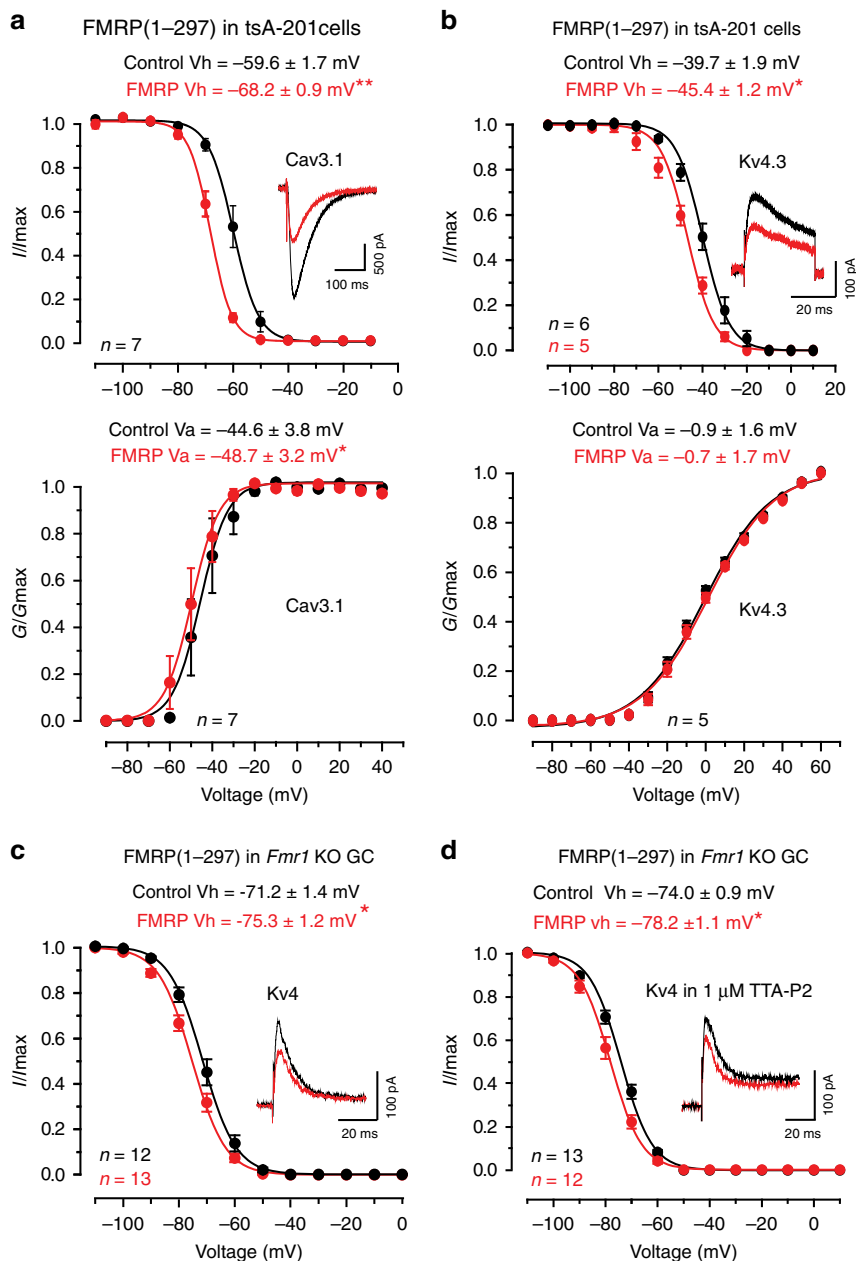 a
FMRP(1–297) in tsA-201cells
Control Vh = –59.6 ± 1.7 mV
FMRP Vh = –68.2 ± 0.9 mV**
1.0
0.8
0.6
0.4
0.2
0.0
I/Imax
Cav3.1
500 pA
100 ms
n = 7
–100 –80 –60 –40 –20 0
Control Va = –44.6 ± 3.8 mV
FMRP Va = –48.7 ± 3.2 mV*
1.0
0.8
0.6
0.4
0.2
0.0
G/Gmax
Cav3.1
n = 7
–80 –60 –40 –20 0 20 40
Voltage (mV)
b
FMRP(1–297) in tsA-201 cells
Control Vh = –39.7 ± 1.9 mV
FMRP Vh = –45.4 ± 1.2 mV*
1.0
0.8
0.6
0.4
0.2
0.0
I/Imax
Kv4.3
100 pA
20 ms
n = 6
n = 5
–100 –80 –60 –40 –20 0 20
Control Va = –0.9 ± 1.6 mV
FMRP Va = –0.7 ± 1.7 mV
1.0
0.8
0.6
0.4
0.2
0.0
G/Gmax
Kv4.3
n = 5
–80 –60 –40 –20 0 20 40 60
Voltage (mV)
c
FMRP(1–297) in Fmr1 KO GC
Control Vh = -71.2 ± 1.4 mV
FMRP Vh = -75.3 ± 1.2 mV*
1.0
0.8
0.6
0.4
0.2
0.0
I/Imax
Kv4
100 pA
20 ms
n = 12
n = 13
–100 –80 –60 –40 –20 0
Voltage (mV)
d
FMRP(1–297) in Fmr1 KO GC
Control Vh = –74.0 ± 0.9 mV
FMRP vh = –78.2 ±1.1 mV*
1.0
0.8
0.6
0.4
0.2
0.0
I/Imax
Kv4 in 1 µM TTA-P2
100 pA
20 ms
n = 13
n = 12
–100 –80 –60 –40 –20 0
Voltage (mV)